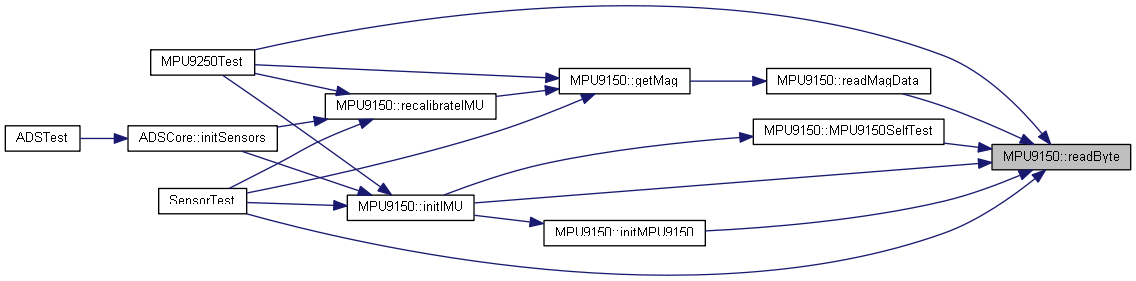 MPU9250Test
MPU9150::getMag
MPU9150::readMagData
MPU9150::recalibrateIMU
MPU9150::MPU9150SelfTest
ADSTest
ADSCore::initSensors
MPU9150::readByte
SensorTest
MPU9150::initIMU
MPU9150::initMPU9150